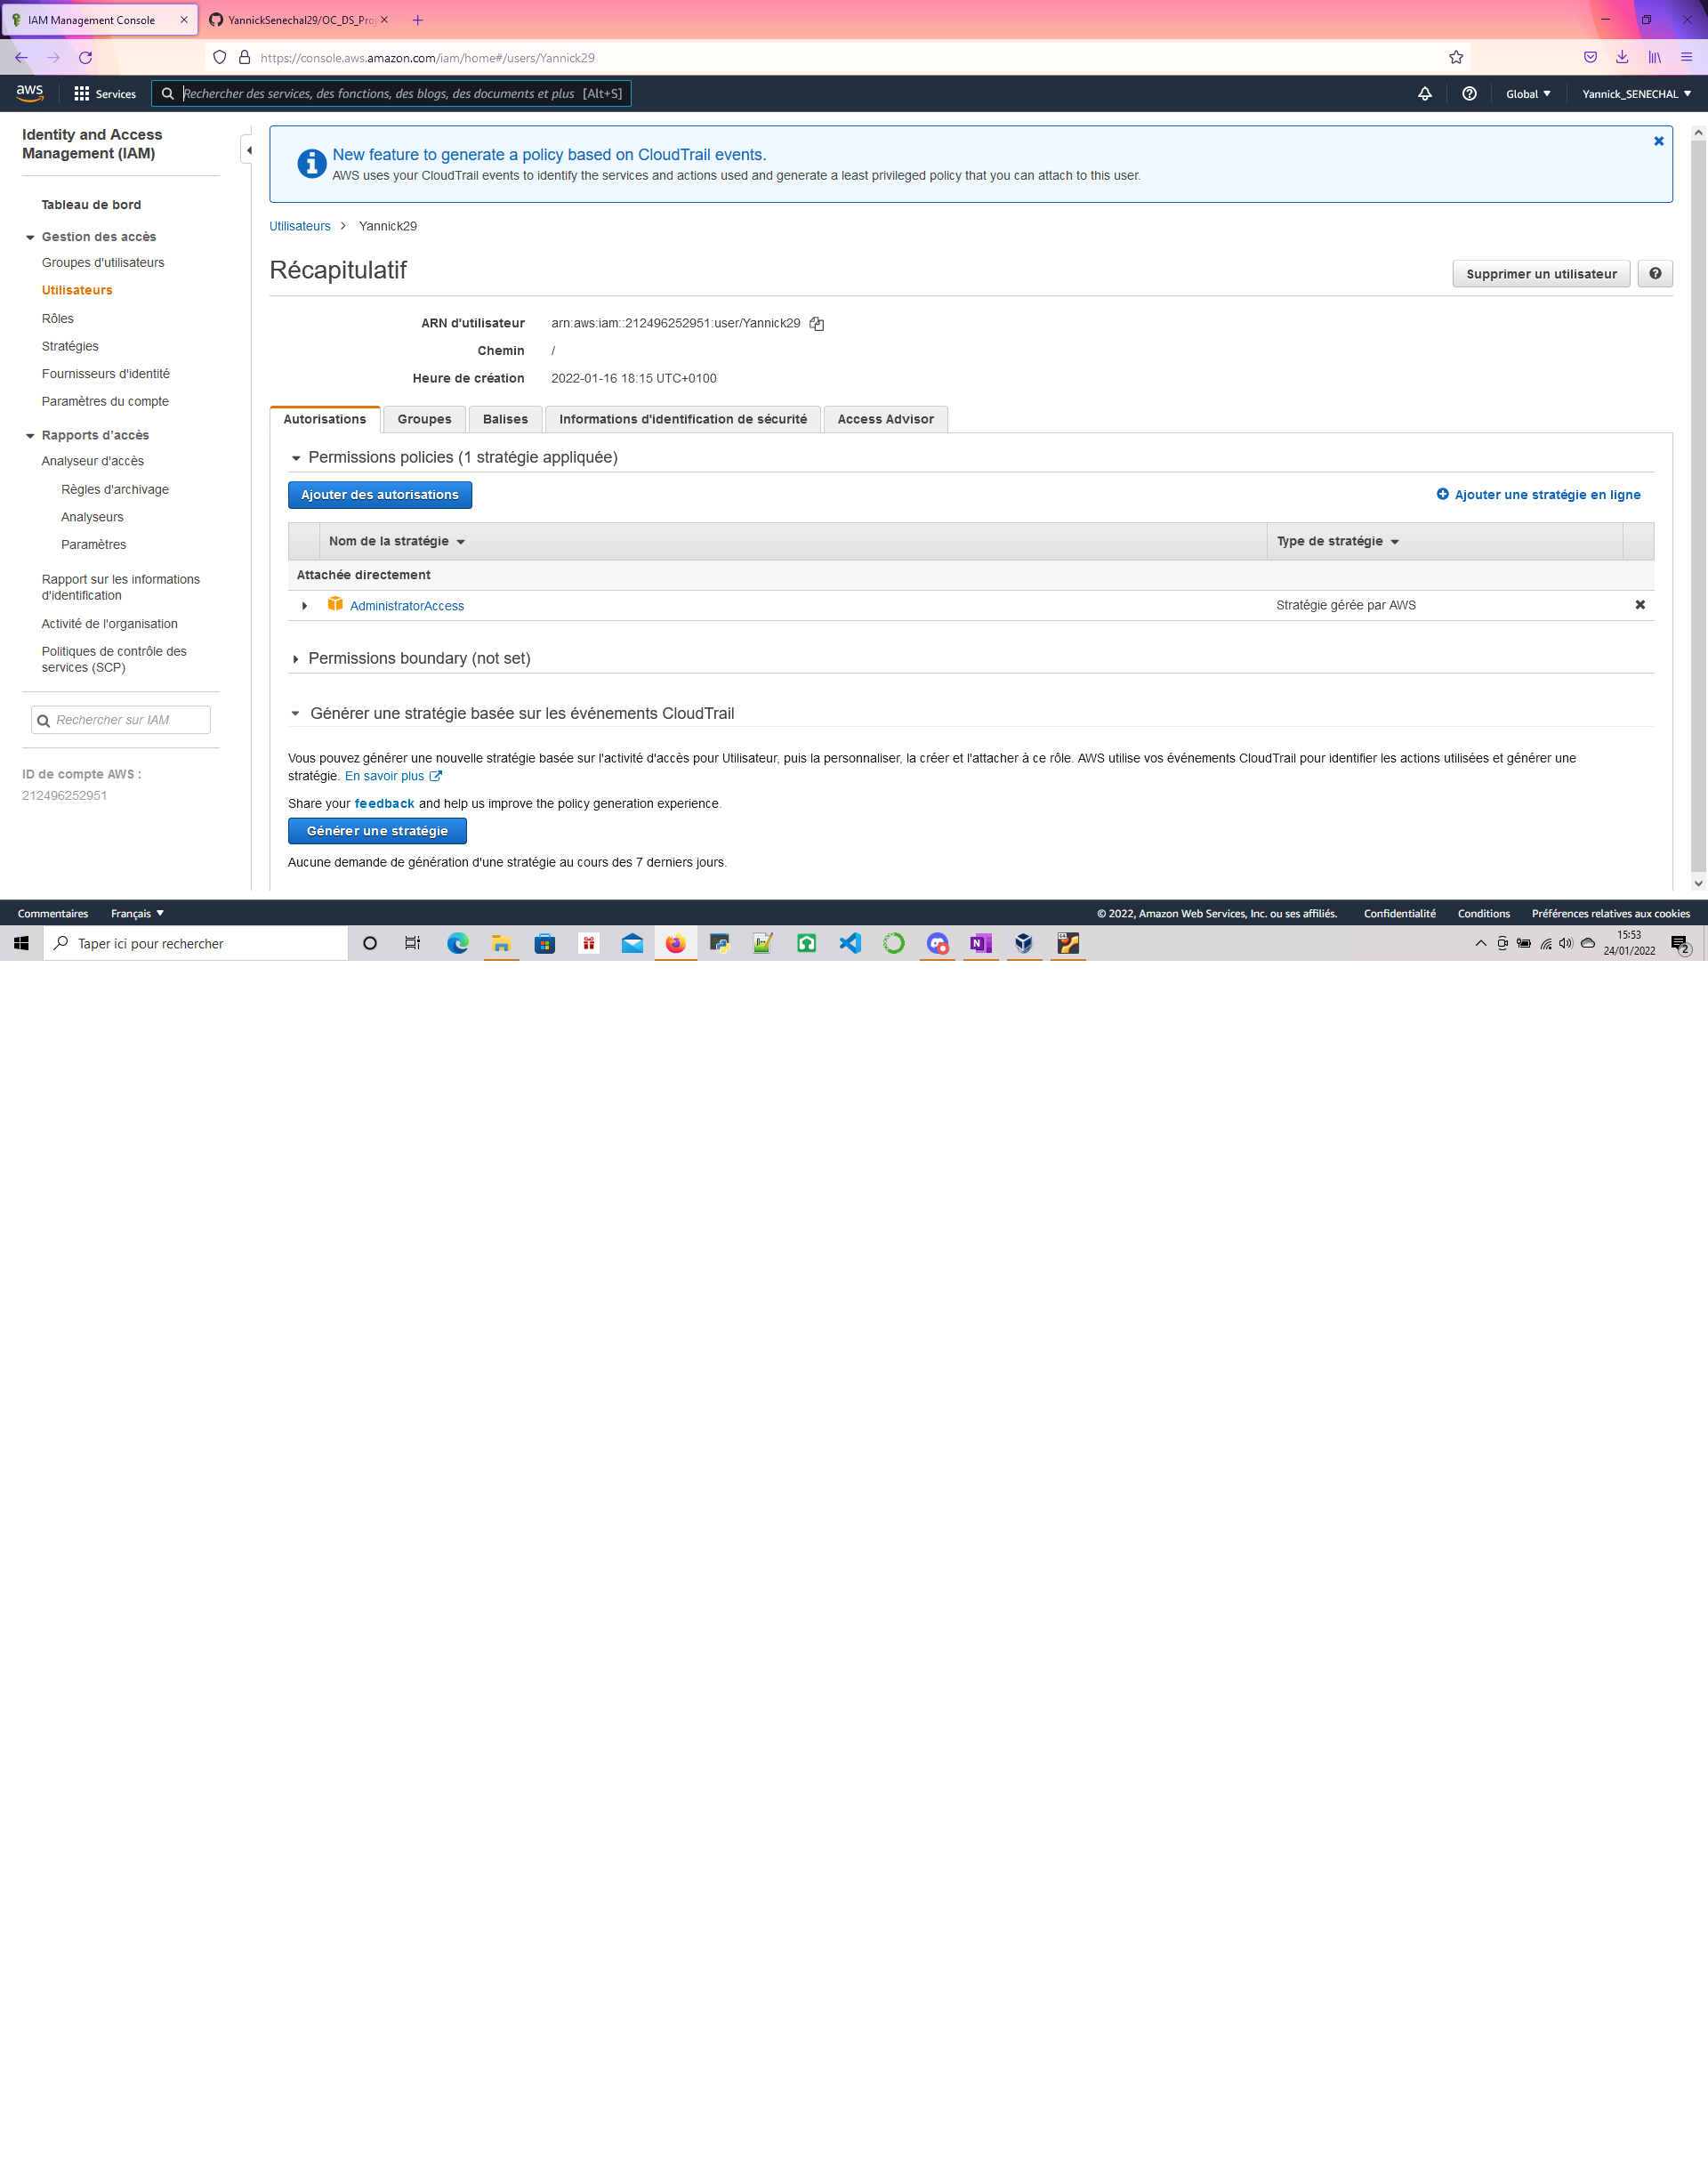 IAM Management Console
YannickSenechal29/OC_DS_Proj
https://console.aws.amazon.com/iam/home#/users/Yannick29
aws
Services
Rechercher des services, des fonctions, des blogs, des documents et plus [Alt+S]
Global
Yannick_SENECHAL
Identity and Access
Management (IAM)
Tableau de bord
Gestion des accès
Groupes d'utilisateurs
Utilisateurs
Rôles
Stratégies
Fournisseurs d'identité
Paramètres du compte
Rapports d'accès
Analyseur d'accès
Règles d'archivage
Analyseurs
Paramètres
Rapport sur les informations
d'identification
Activité de l'organisation
Politiques de contrôle des
services (SCP)
Rechercher sur IAM
ID de compte AWS :
212496252951
New feature to generate a policy based on CloudTrail events.
AWS uses your CloudTrail events to identify the services and actions used and generate a least privileged policy that you can attach to this user.
Utilisateurs > Yannick29
Récapitulatif
Supprimer un utilisateur
ARN d'utilisateur arn:aws:iam::212496252951:user/Yannick29
Chemin /
Heure de création 2022-01-16 18:15 UTC+0100
Autorisations Groupes Balises Informations d'identification de sécurité Access Advisor
Permissions policies (1 stratégie appliquée)
Ajouter des autorisations
Ajouter une stratégie en ligne
Nom de la stratégie Type de stratégie
Attachée directement
AdministratorAccess Stratégie gérée par AWS
Permissions boundary (not set)
Générer une stratégie basée sur les événements CloudTrail
Vous pouvez générer une nouvelle stratégie basée sur l'activité d'accès pour Utilisateur, puis la personnaliser, la créer et l'attacher à ce rôle. AWS utilise vos événements CloudTrail pour identifier les actions utilisées et générer une
stratégie. En savoir plus
Share your feedback and help us improve the policy generation experience.
Générer une stratégie
Aucune demande de génération d'une stratégie au cours des 7 derniers jours.
Commentaires Français
© 2022, Amazon Web Services, Inc. ou ses affiliés. Confidentialité Conditions Préférences relatives aux cookies
Taper ici pour rechercher
15:53
24/01/2022
2